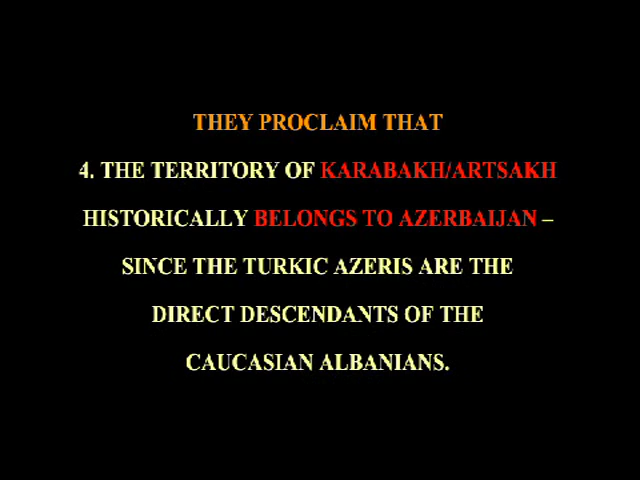 THEY PROCLAIM THAT
4. THE TERRITORY OF KARABAKH/ARTSAKH
HISTORICALLY BELONGS TO AZERBAIJAN –
SINCE THE TURKIC AZERIS ARE THE
DIRECT DESCENDANTS OF THE
CAUCASIAN ALBANIANS.